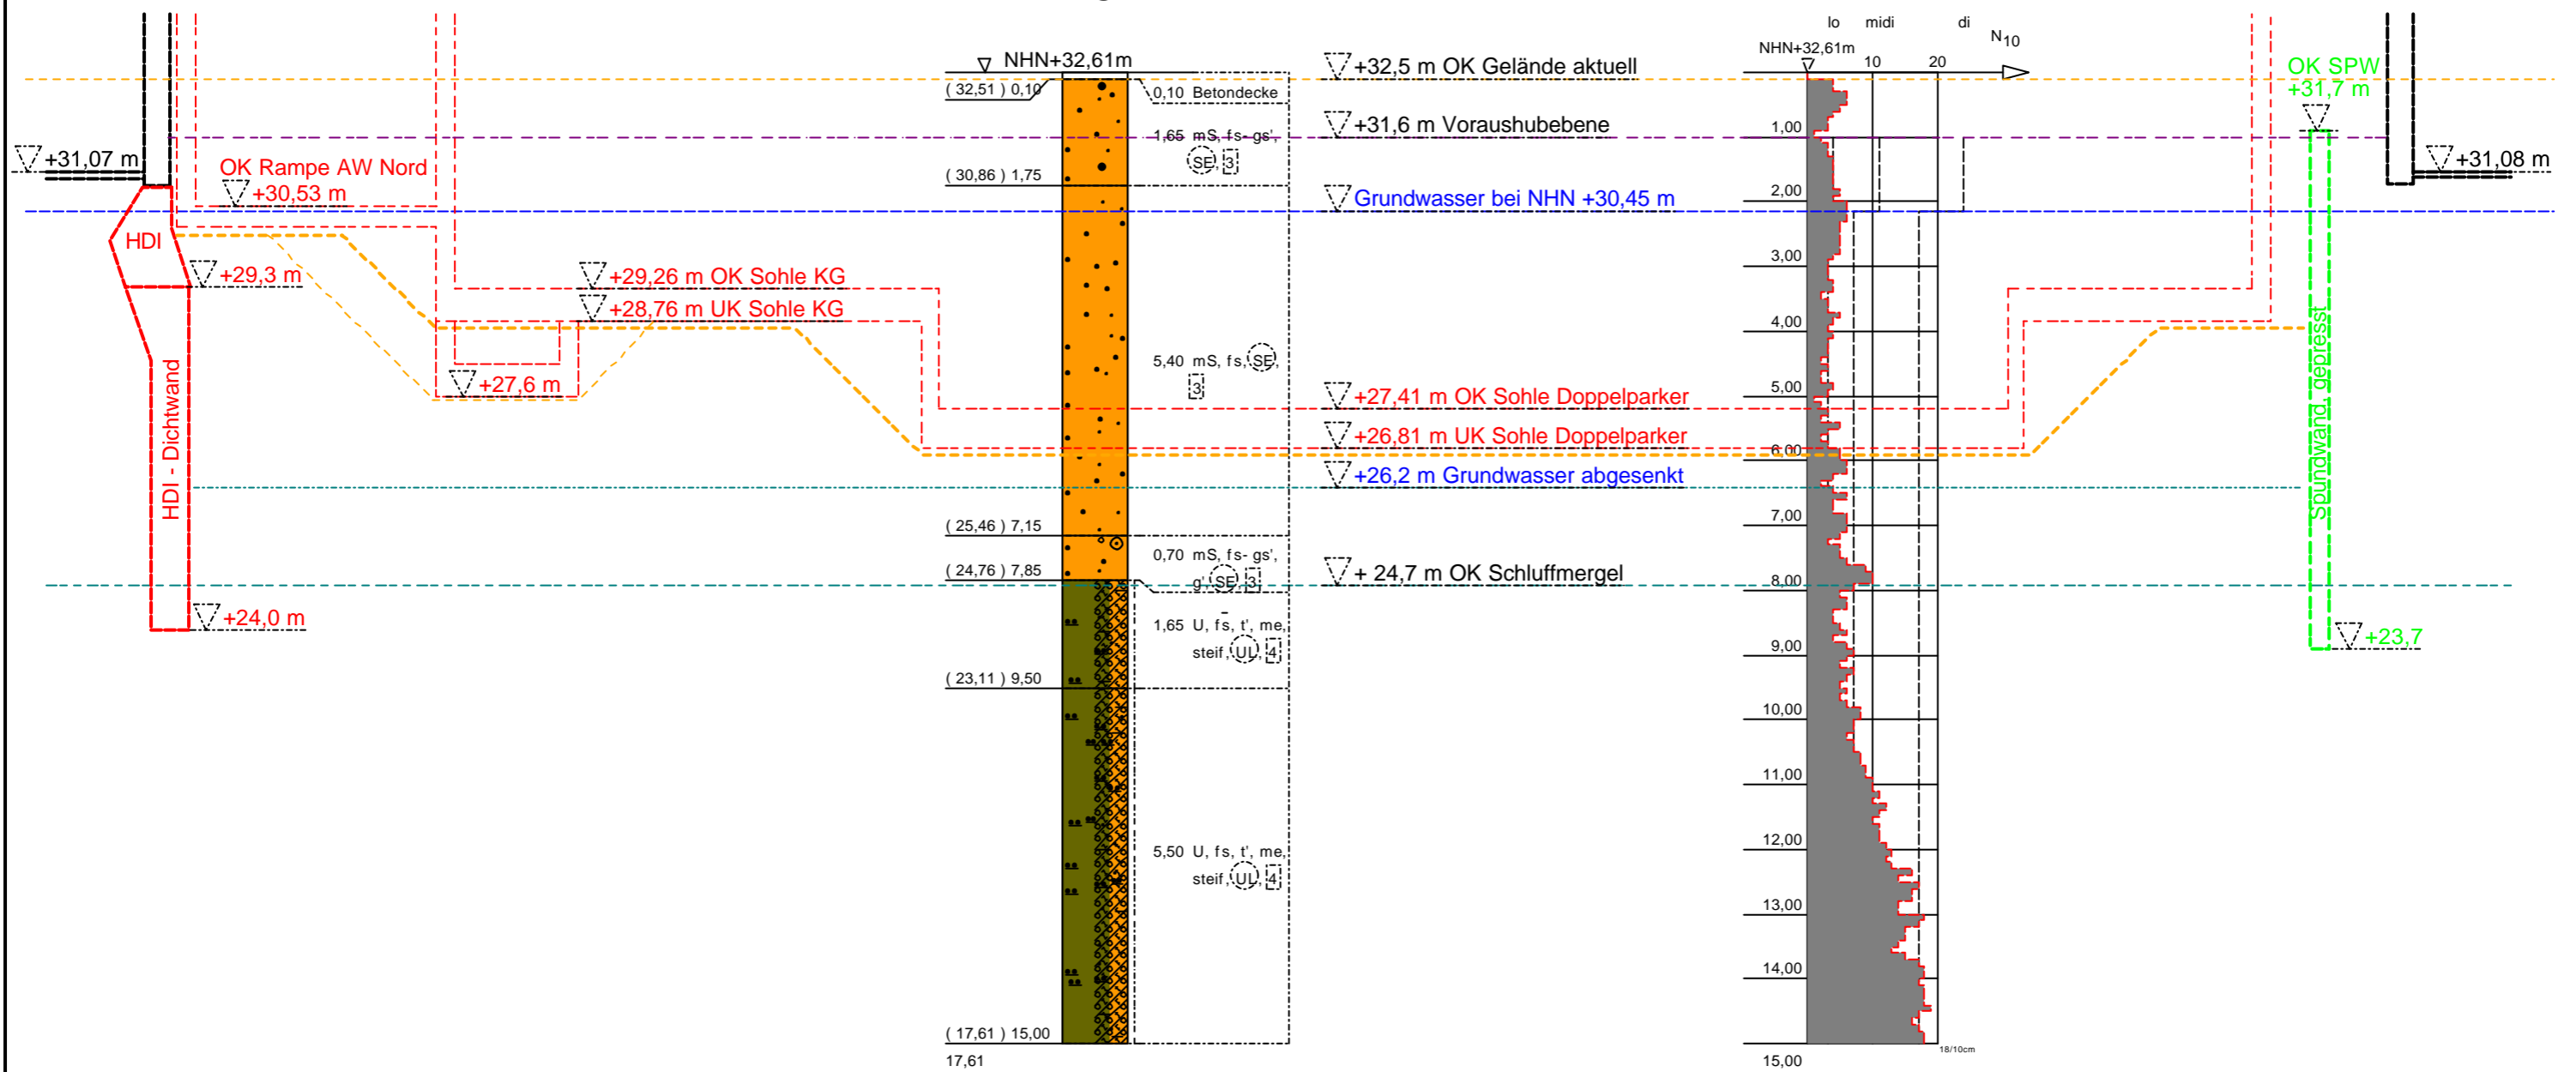 lo midi di
N10
NHN+32,61m
NHN+32,61m
10 20
+32,5 m OK Gelände aktuell
OK SPW
+31,7 m
( 32,51 ) 0,10
0,10 Betondecke
+31,6 m Voraushubebene
1,00
1,65 mS, fs- gs',
SE, 3
+31,07 m
+31,08 m
OK Rampe AW Nord
+30,53 m
( 30,86 ) 1,75
2,00
Grundwasser bei NHN +30,45 m
HDI
3,00
+29,3 m
+29,26 m OK Sohle KG
+28,76 m UK Sohle KG
4,00
5,40 mS, fs, SE,
3
+27,6 m
5,00
+27,41 m OK Sohle Doppelparker
+26,81 m UK Sohle Doppelparker
6,00
+26,2 m Grundwasser abgesenkt
HDI - Dichtwand
Spundwand, gepresst
7,00
( 25,46 ) 7,15
0,70 mS, fs- gs',
g', SE, 3
( 24,76 ) 7,85
+ 24,7 m OK Schluffmergel
8,00
+24,0 m
1,65 U, fs, t', me,
steif, UL, 4
+23,7
9,00
( 23,11 ) 9,50
10,00
11,00
12,00
5,50 U, fs, t', me,
steif, UL, 4
13,00
14,00
( 17,61 ) 15,00
17,61
15,00
18/10cm